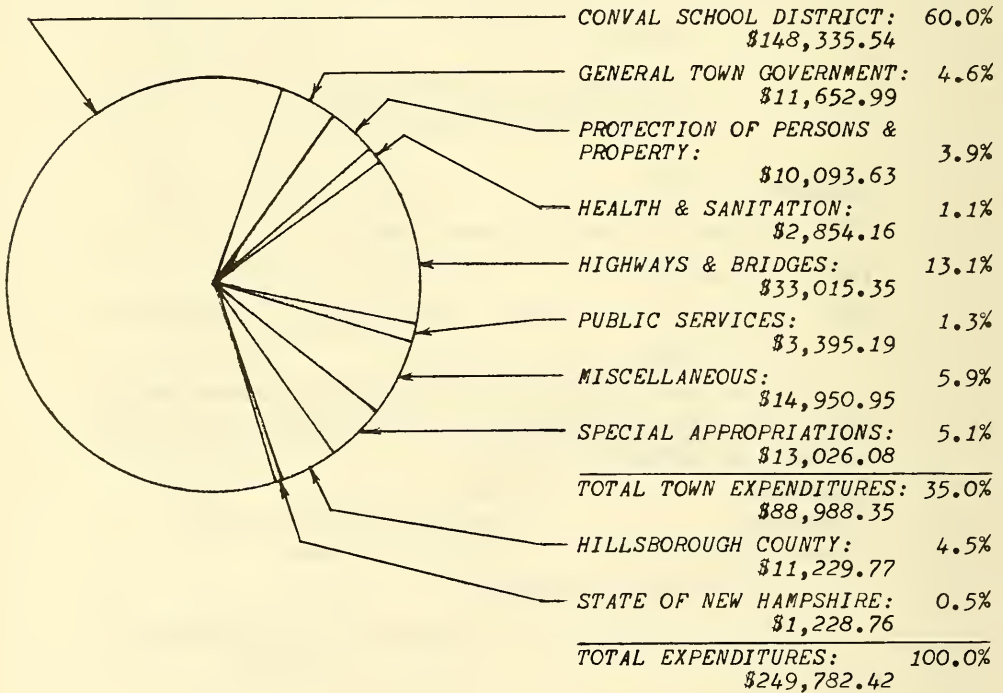 CONVAL SCHOOL DISTRICT: 60.0%
$148,335.54
GENERAL TOWN GOVERNMENT: 4.6%
$11,652.99
PROTECTION OF PERSONS &
PROPERTY: 3.9%
$10,093.63
HEALTH & SANITATION: 1.1%
$2,854.16
HIGHWAYS & BRIDGES: 13.1%
$33,015.35
PUBLIC SERVICES: 1.3%
$3,395.19
MISCELLANEOUS: 5.9%
$14,950.95
SPECIAL APPROPRIATIONS: 5.1%
$13,026.08
TOTAL TOWN EXPENDITURES: 35.0%
$88,988.35
HILLSBOROUGH COUNTY: 4.5%
$11,229.77
STATE OF NEW HAMPSHIRE: 0.5%
$1,228.76
TOTAL EXPENDITURES: 100.0%
$249,782.42